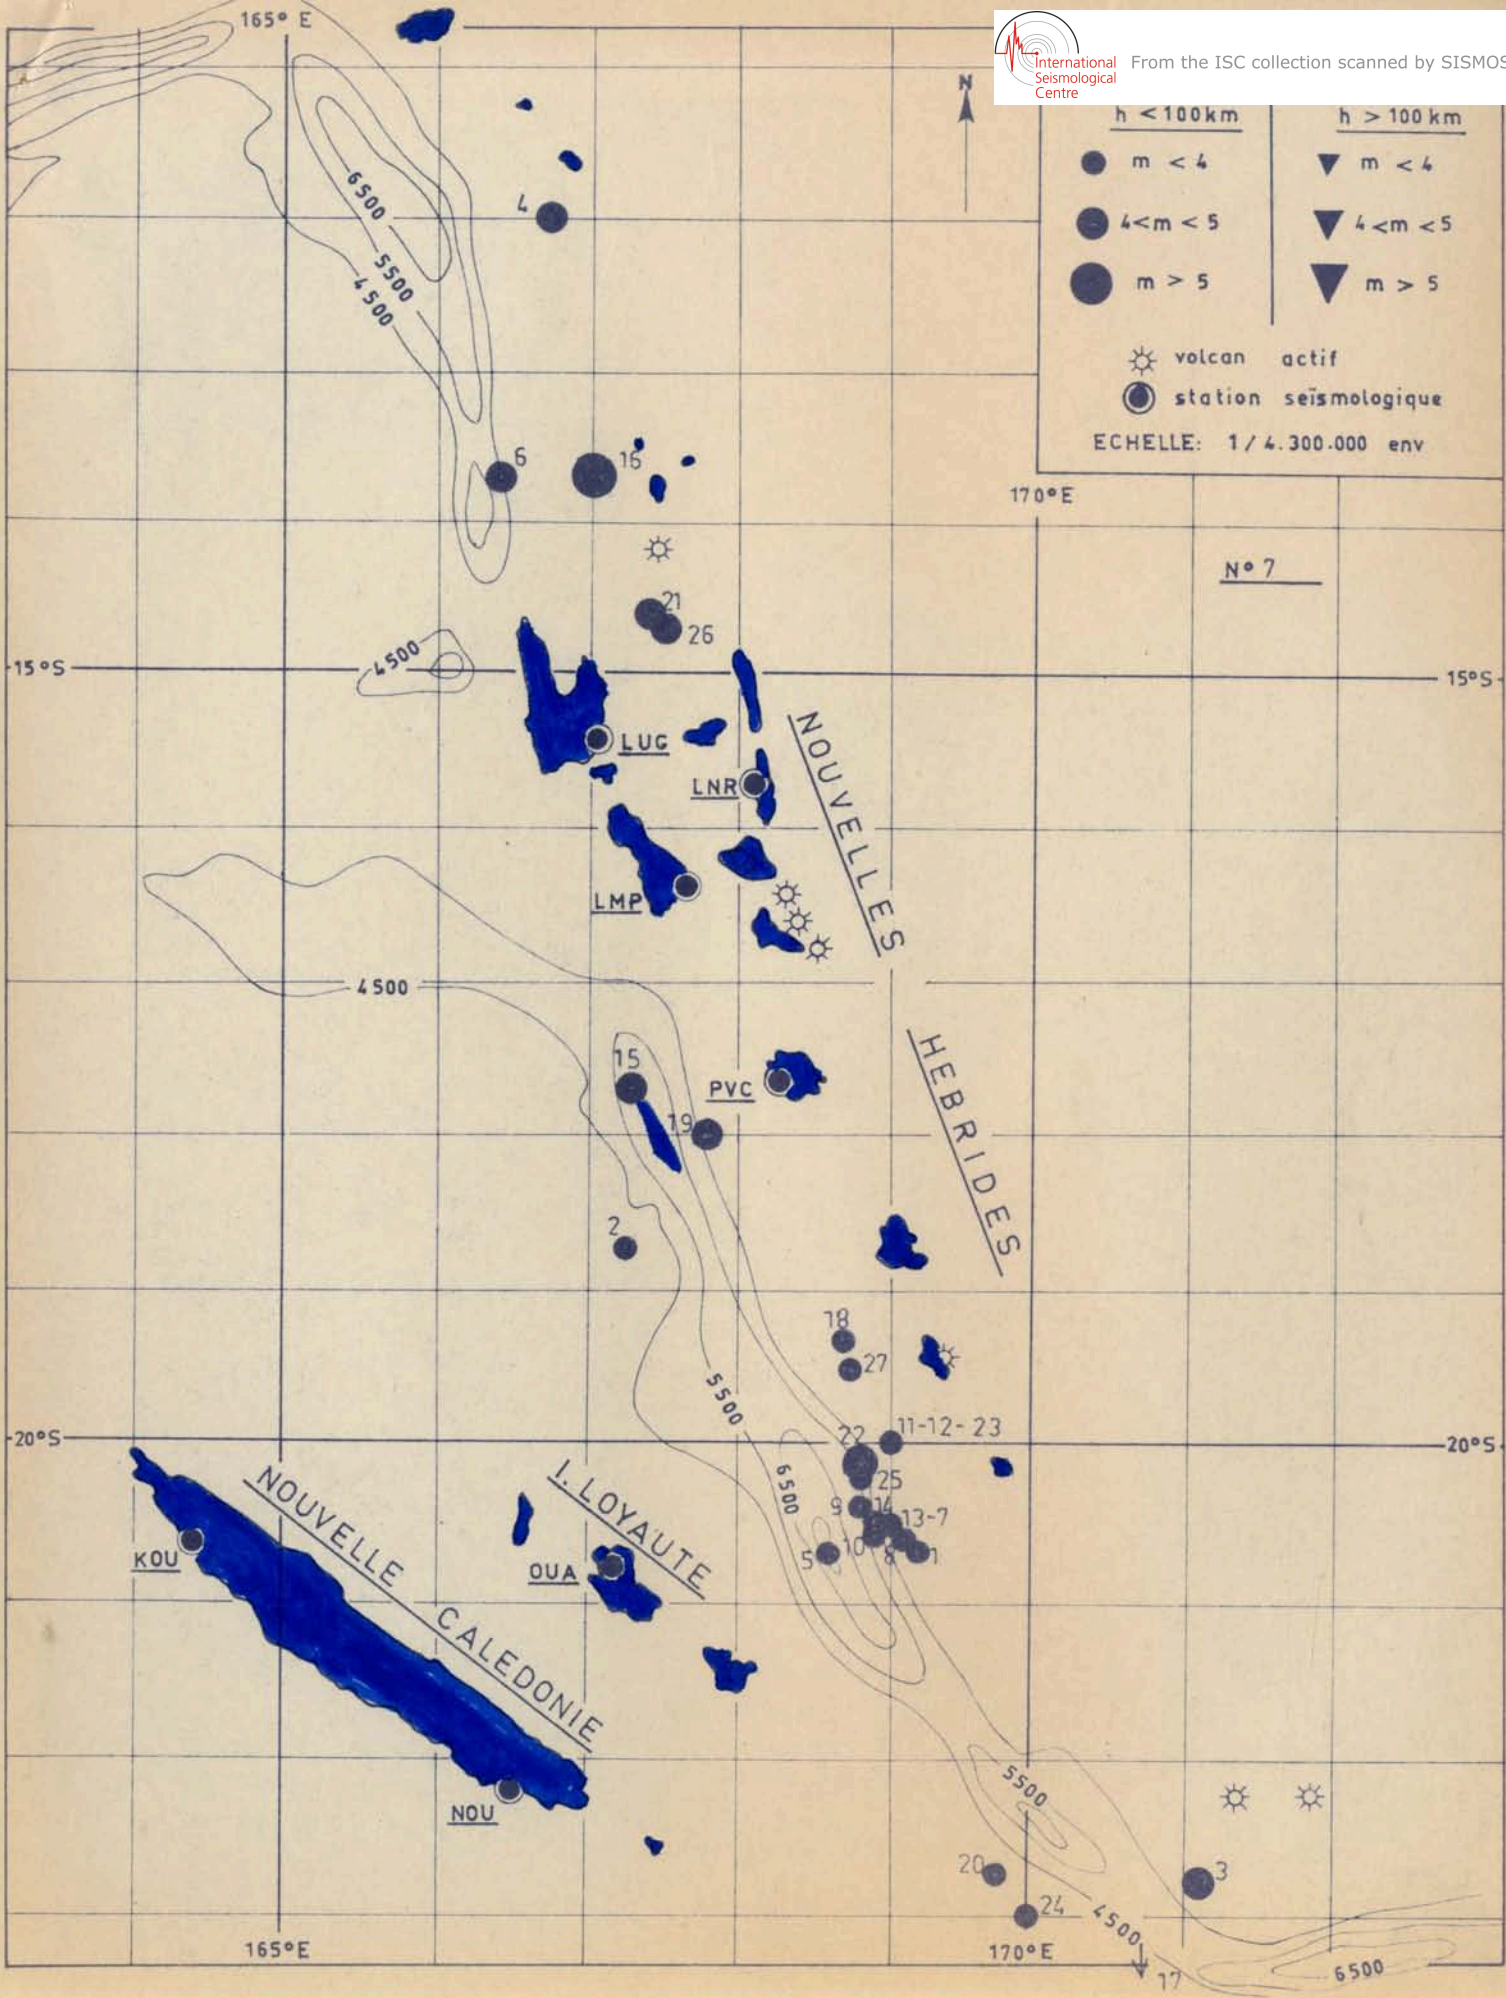 165° E
International
Seismological
Centre
From the ISC collection scanned by SISMOS
N
h < 100 km
h > 100 km
m < 4
m < 4
4 < m < 5
4 < m < 5
m > 5
m > 5
volcan actif
station seïsmologique
ECHELLE: 1 / 4.300.000 env
6500
5500
4500
4
6
16
170° E
N° 7
21
26
15°S
4500
15°S
LUG
LNR
LMP
NOUVELLES
4500
15
PVC
19
HEBRIDES
2
18
27
5500
11-12-23
22
20°S
20°S
25
6500
9
14
13-7
10
8
1
5
NOUVELLE CALEDONIE
I. LOYAUTE
KOU
OUA
NOU
5500
20
3
24
4500
165°E
170°E
17
6500